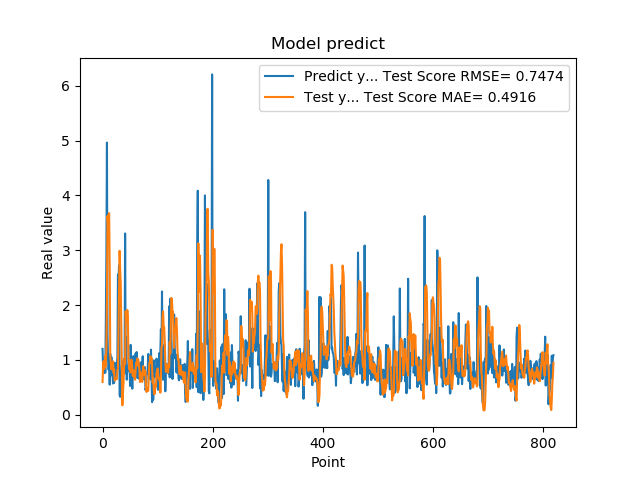 Model predict
Predict y... Test Score RMSE= 0.7474
Test y... Test Score MAE= 0.4916
Real value
6
5
4
3
2
1
0
0 200 400 600 800
Point